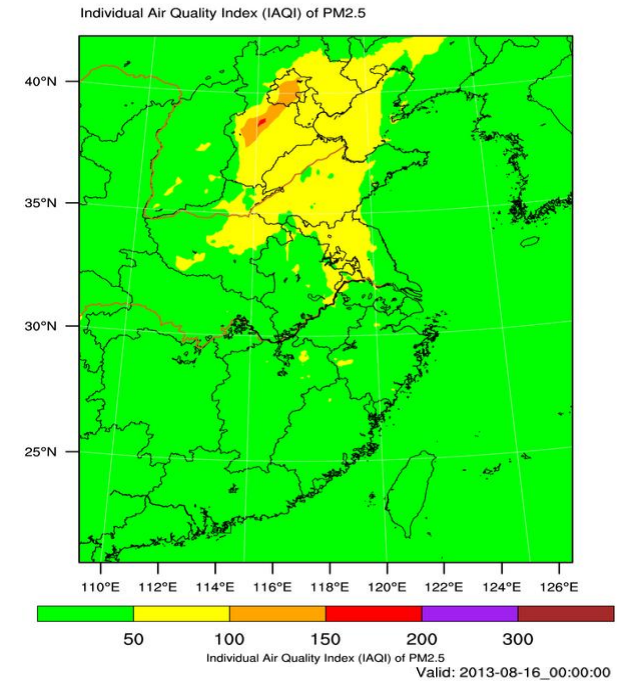 Individual Air Quality Index (IAQI) of PM2.5
40°N
35°N
30°N
25°N
110°E 112°E 114°E 116°E 118°E 120°E 122°E 124°E 126°E
50 100 150 200 300
Individual Air Quality Index (IAQI) of PM2.5
Valid: 2013-08-16_00:00:00